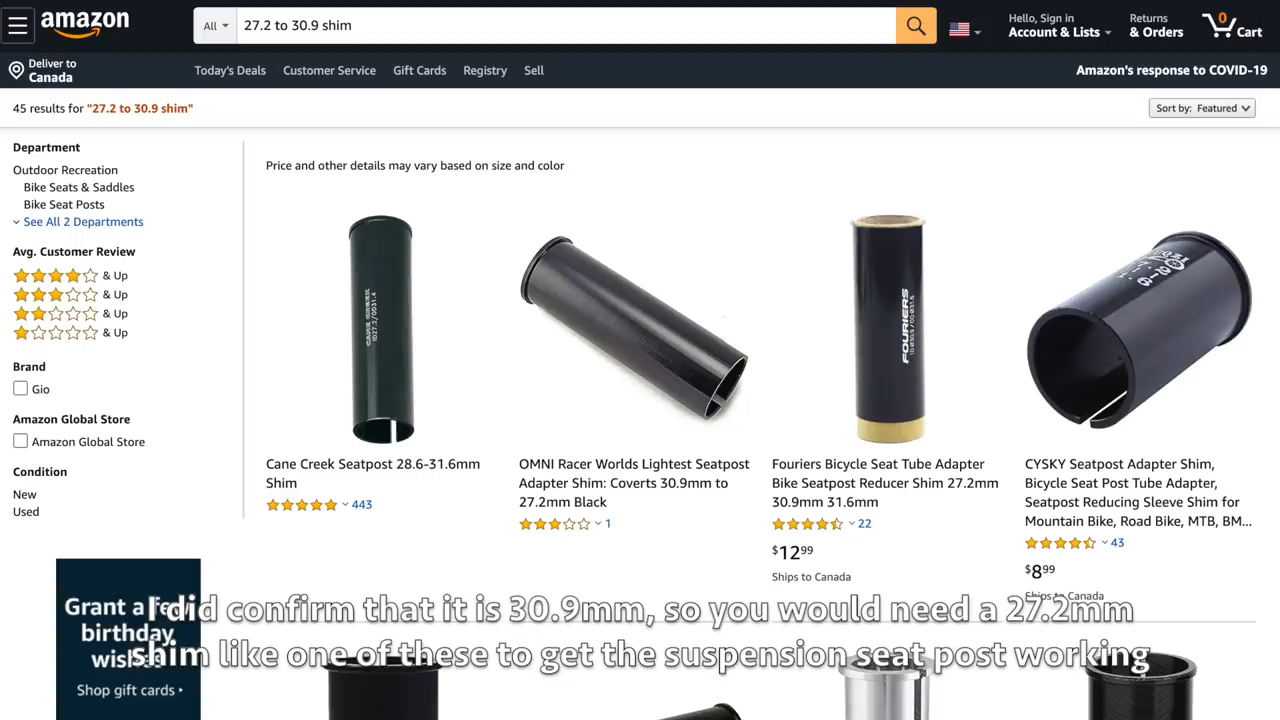 amazon
All
27.2 to 30.9 shim
Hello, Sign in
Account & Lists
Returns
& Orders
0
Cart
Deliver to
Canada
Today's Deals
Customer Service
Gift Cards
Registry
Sell
Amazon's response to COVID-19
45 results for "27.2 to 30.9 shim"
Sort by: Featured
Department
Outdoor Recreation
Bike Seats & Saddles
Bike Seat Posts
See All 2 Departments
Avg. Customer Review
& Up
& Up
& Up
& Up
Brand
Gio
Amazon Global Store
Amazon Global Store
Condition
New
Used
Price and other details may vary based on size and color
FOURIERS
Cane Creek Seatpost 28.6-31.6mm
Shim
443
OMNI Racer Worlds Lightest Seatpost
Adapter Shim: Coverts 30.9mm to
27.2mm Black
1
Fouriers Bicycle Seat Tube Adapter
Bike Seatpost Reducer Shim 27.2mm
30.9mm 31.6mm
22
$1299
Ships to Canada
CYSKY Seatpost Adapter Shim,
Bicycle Seat Post Tube Adapter,
Seatpost Reducing Sleeve Shim for
Mountain Bike, Road Bike, MTB, BM...
43
$899
Ships to Canada
Grant a few
birthday
wishes
Shop gift cards
I did confirm that it is 30.9mm, so you would need a 27.2mm
shim like one of these to get the suspension seat post working